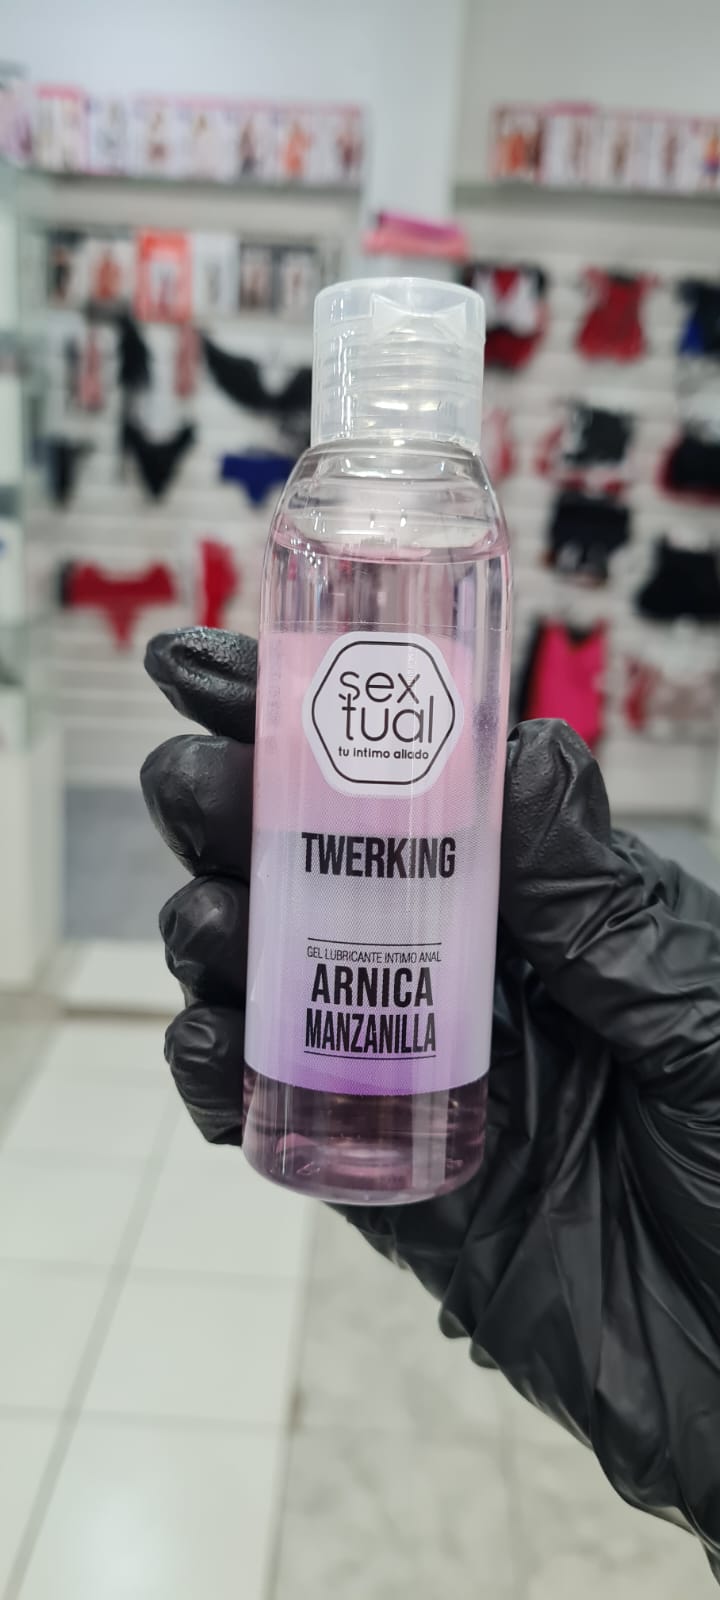 sex
tual
tu intimo aliado
TWERKING
GEL LUBRICANTE INTIMO ANAL
ARNICA
MANZANILLA